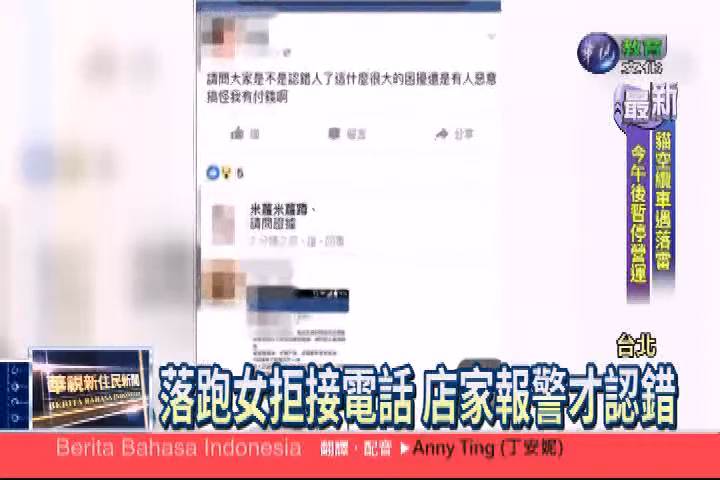 請問大家是不是認錯人了這什麼很大的困擾還是有人惡意
搞怪我有付錢啊
讚
留言
分享
6
米蘿米蘿蹲、
請問證據
華視
教育
文化
最新
貓空纜車遇落雷
今午後暫停營運
台北
華視新住民新聞
BERITA BAHASA INDONESIA
落跑女拒接電話 店家報警才認錯
Berita Bahasa Indonesia 翻譯．配音 ▶Anny Ting (丁安妮)